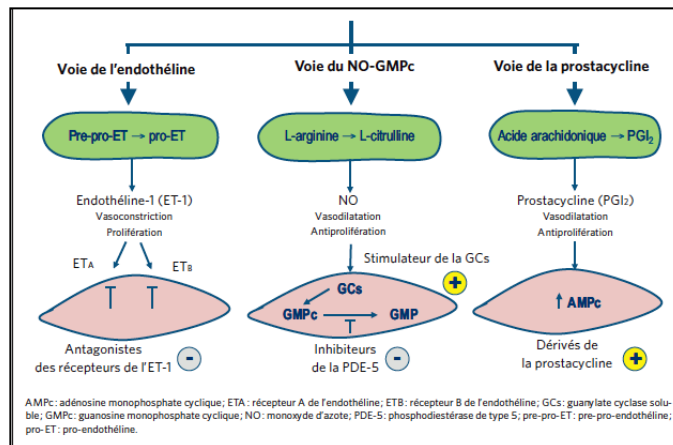 Voie de l'endothéline
Voie du NO-GMPc
Voie de la prostacycline
Pre-pro-ET → pro-ET
L-arginine → L-citrulline
Acide arachidonique → PGI₂
Endothéline-1 (ET-1)
Vasoconstriction
Prolifération
NO
Vasodilatation
Antiprolifération
Prostacycline (PGI₂)
Vasodilatation
Antiprolifération
ETA
ETB
Stimulateur de la GCs
+
GCs
GMPc → GMP
↑ AMPc
Antagonistes
des récepteurs de l'ET-1
-
Inhibiteurs
de la PDE-5
-
Dérivés de
la prostacycline
+
AMPc: adénosine monophosphate cyclique; ETA: récepteur A de l'endothéline; ETB: récepteur B de l'endothéline; GCs: guanylate cyclase solu-
ble; GMPc: guanosine monophosphate cyclique; NO: monoxyde d'azote; PDE-5: phosphodiestérase de type 5; pre-pro-ET: pre-pro-endothéline;
pro-ET: pro-endothéline.